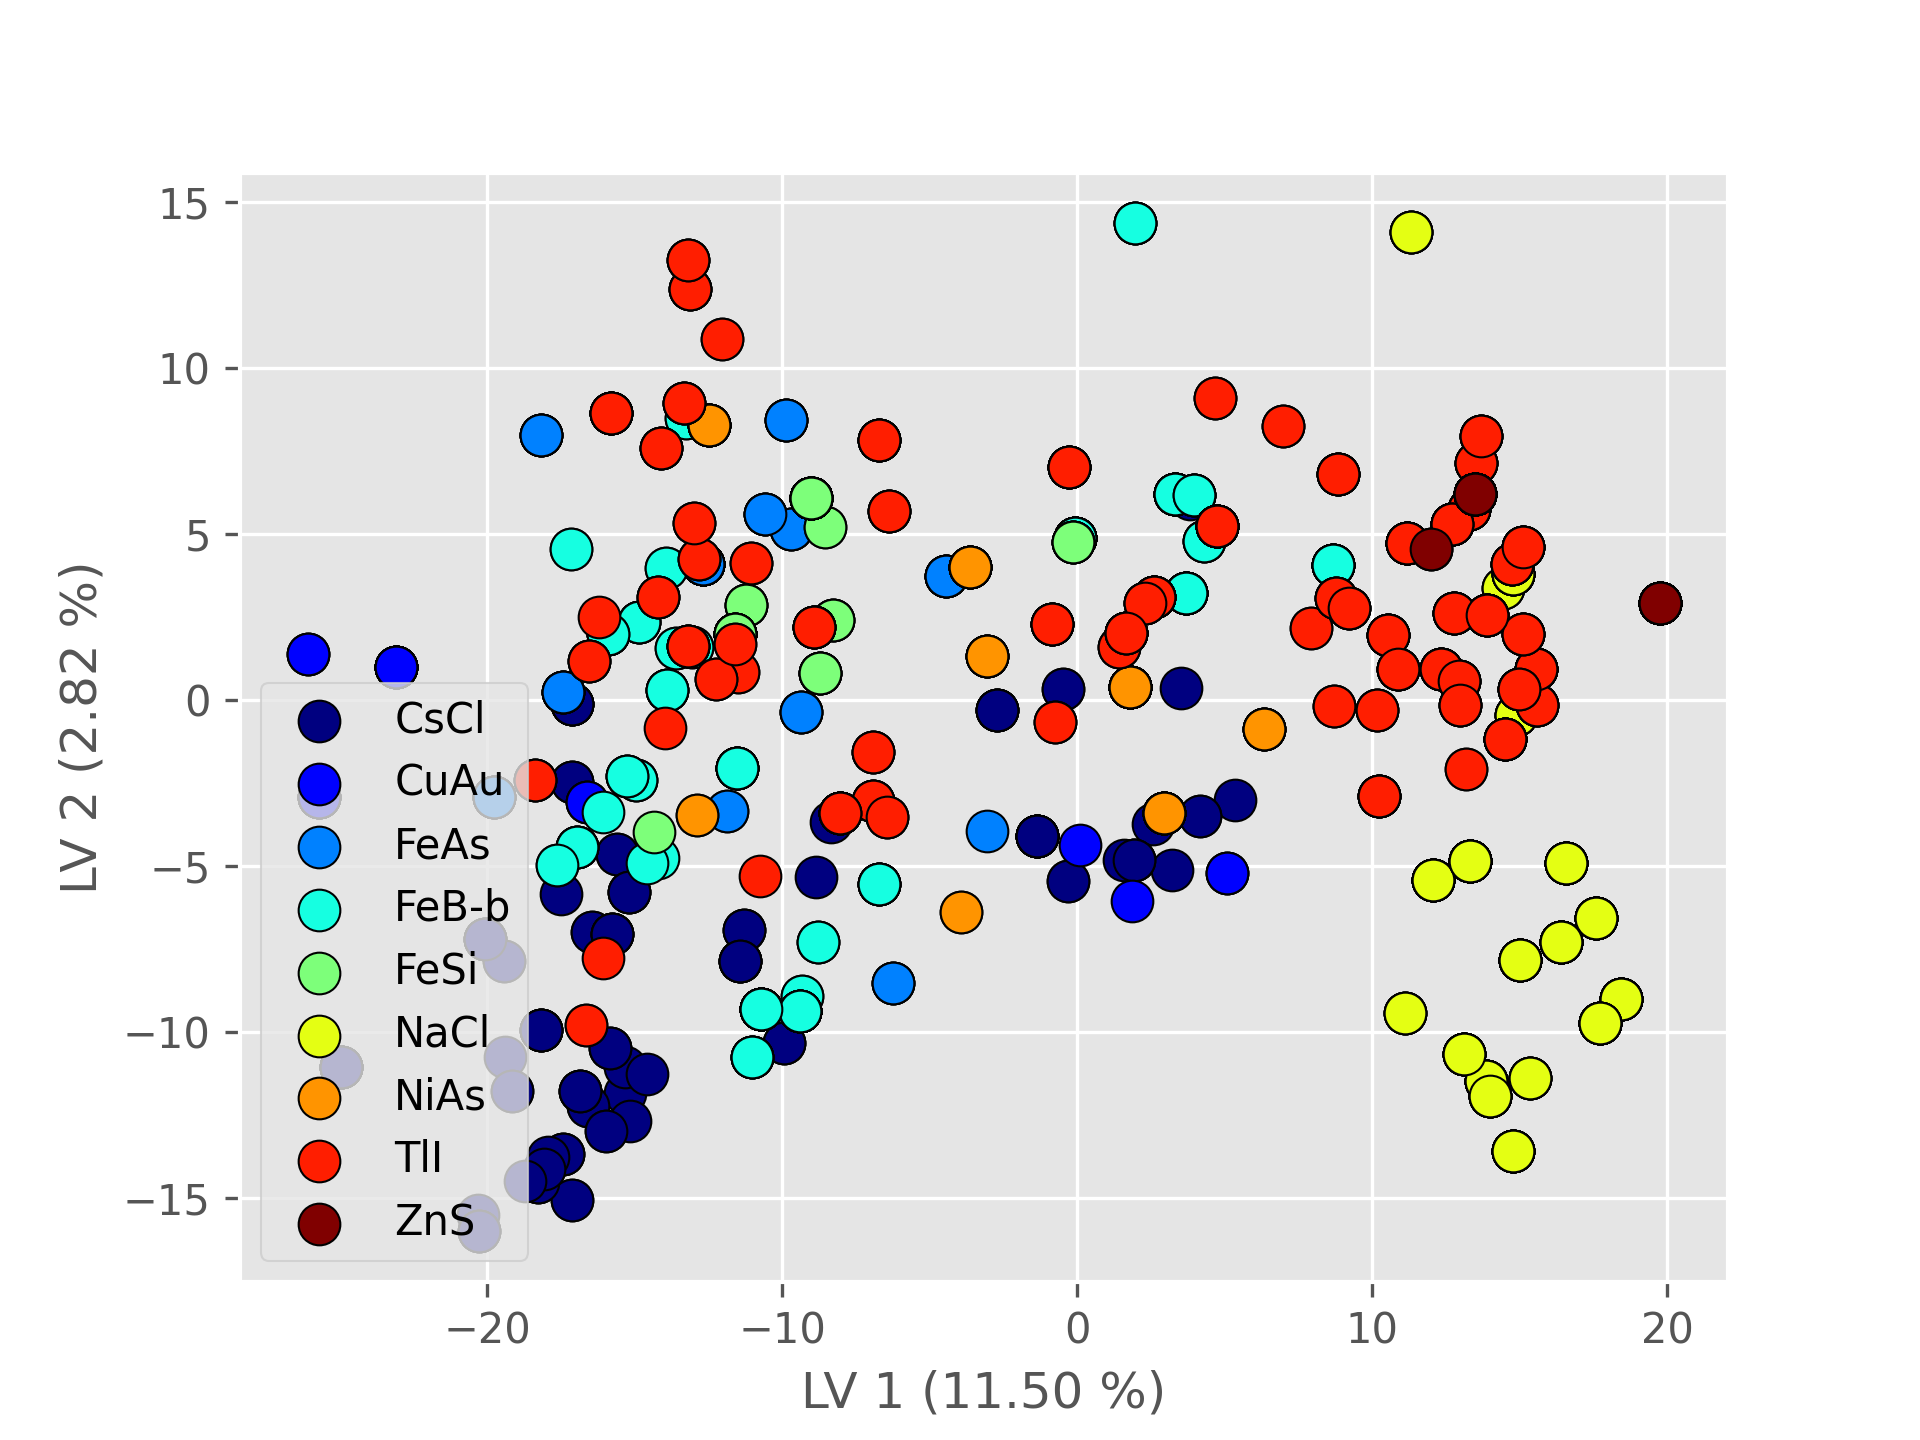 15
10
5
0
−5
−10
−15
LV 2 (2.82 %)
CsCl
CuAu
FeAs
FeB-b
FeSi
NaCl
NiAs
TlI
ZnS
−20 −10 0 10 20
LV 1 (11.50 %)